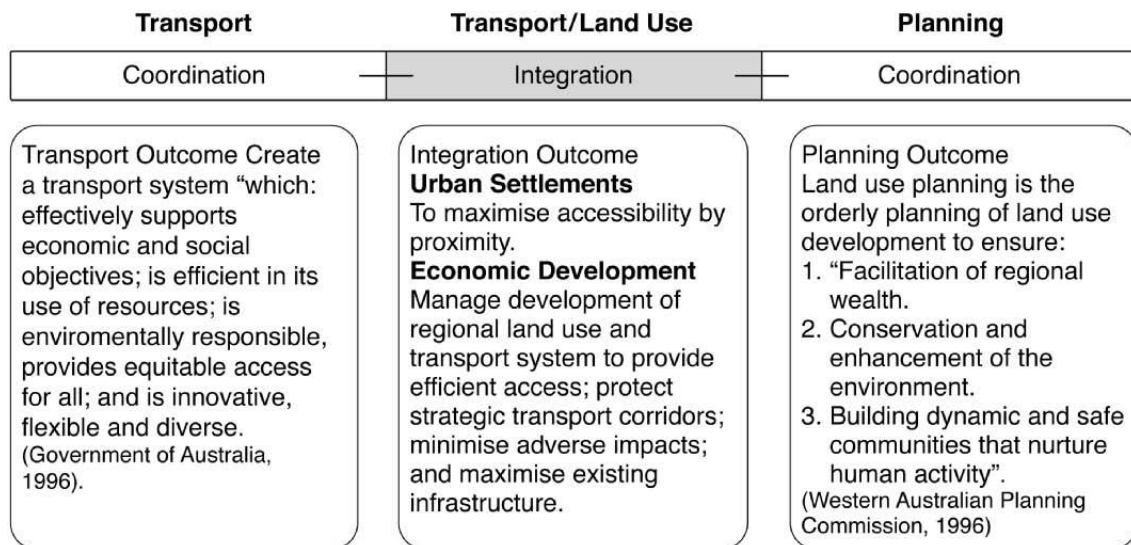 Transport
Transport/Land Use
Planning
Coordination
Integration
Coordination
Transport Outcome Create
a transport system “which:
effectively supports
economic and social
objectives; is efficient in its
use of resources; is
enviromentally responsible,
provides equitable access
for all; and is innovative,
flexible and diverse.
(Government of Australia,
1996).
Integration Outcome
Urban Settlements
To maximise accessibility by
proximity.
Economic Development
Manage development of
regional land use and
transport system to provide
efficient access; protect
strategic transport corridors;
minimise adverse impacts;
and maximise existing
infrastructure.
Planning Outcome
Land use planning is the
orderly planning of land use
development to ensure:
1. “Facilitation of regional
wealth.
2. Conservation and
enhancement of the
environment.
3. Building dynamic and safe
communities that nurture
human activity”.
(Western Australian Planning
Commission, 1996)